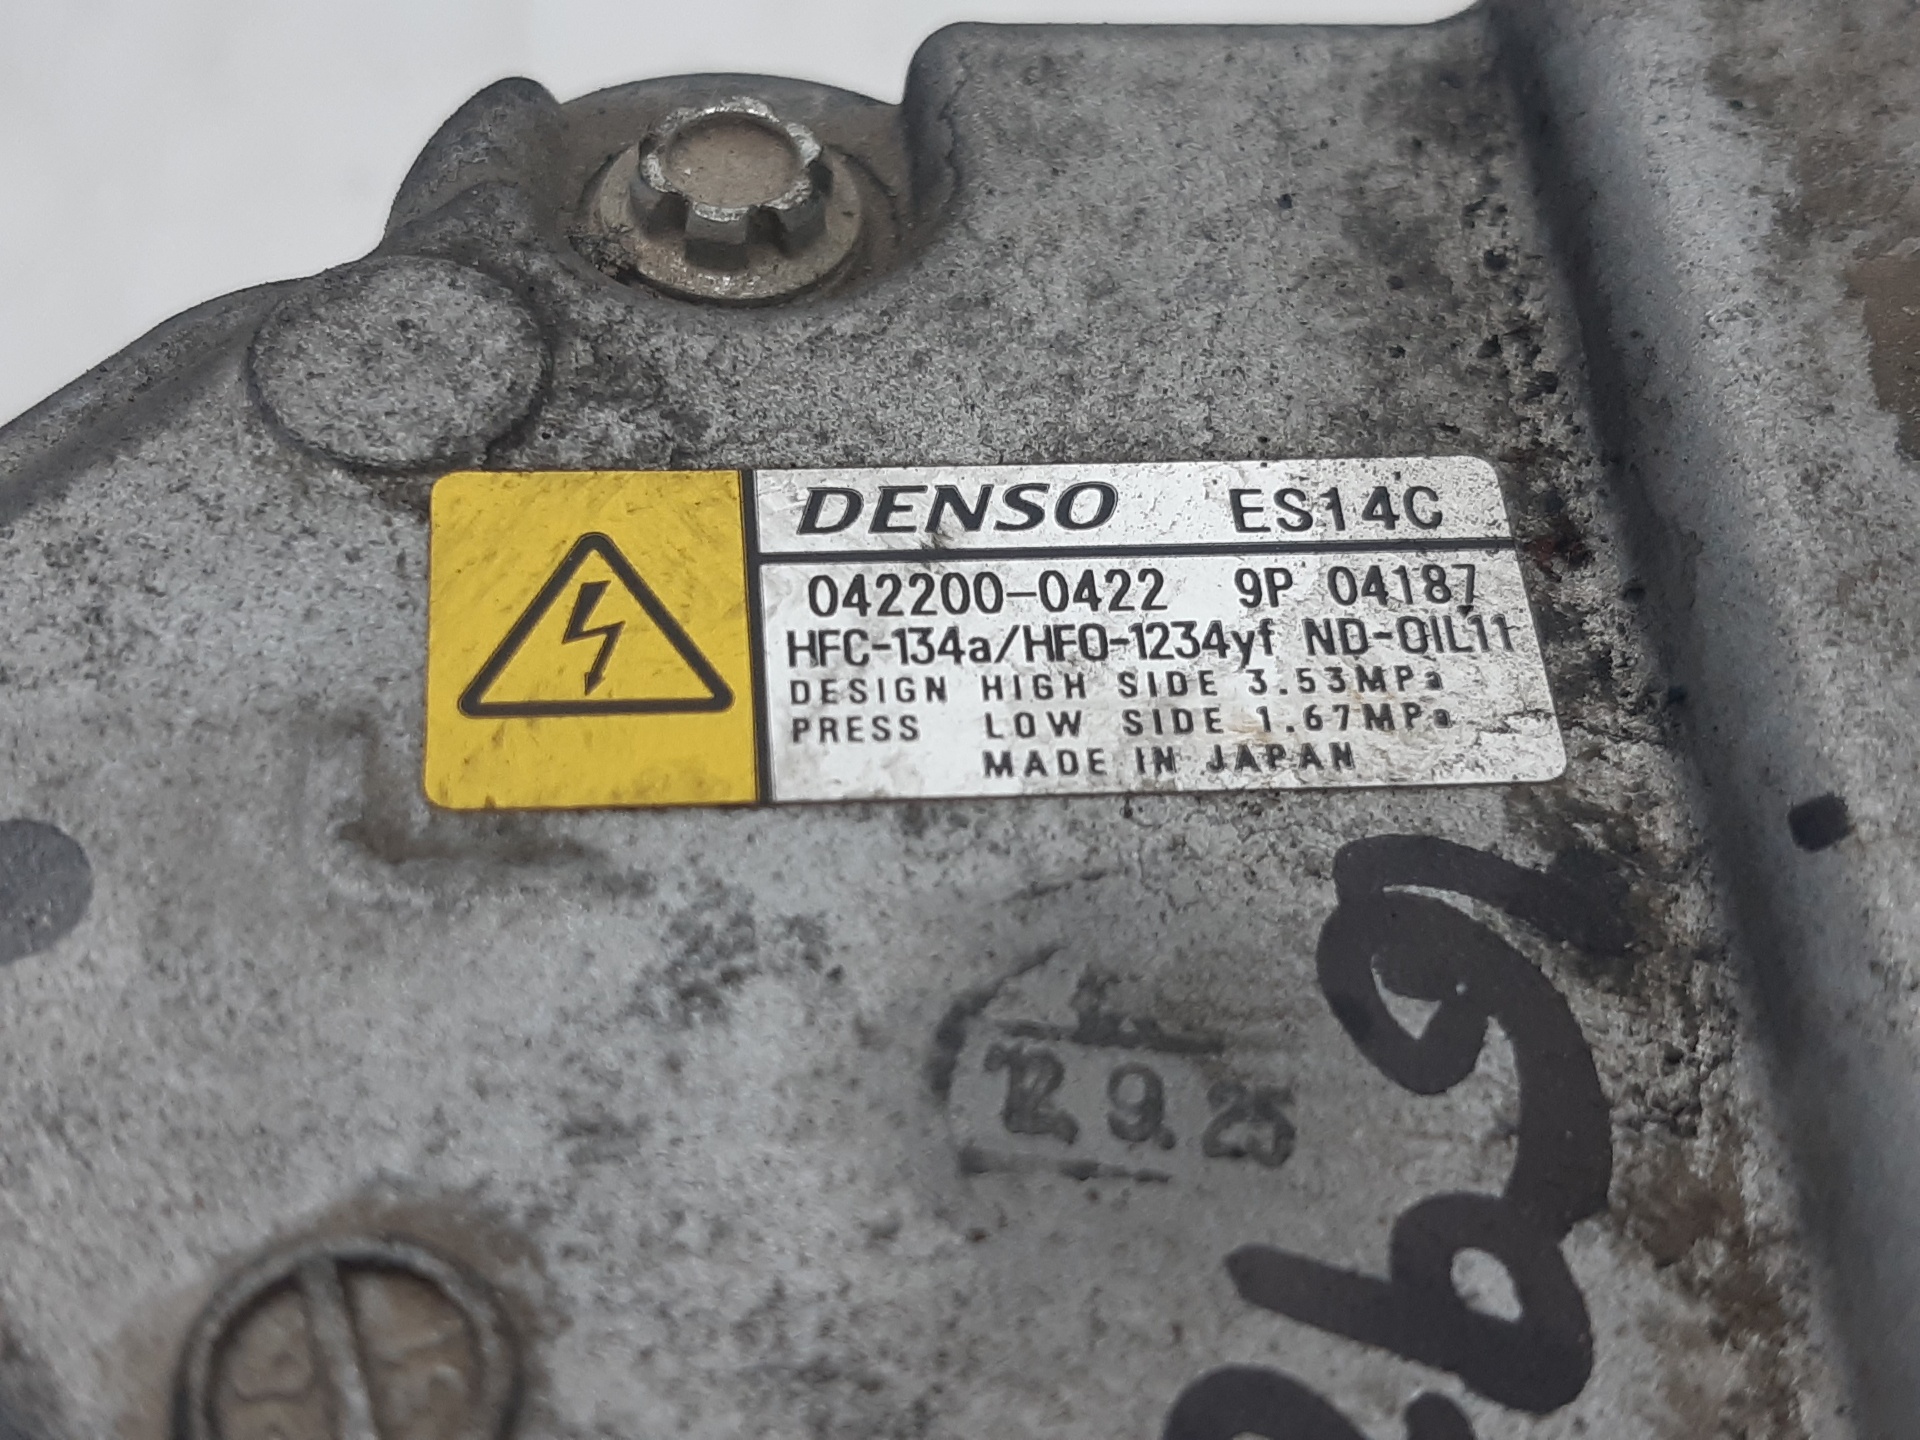 DENSO ES14C
042200-0422 9P 04187
HFC-134a/HFO-1234yf ND-OIL11
DESIGN HIGH SIDE 3.53MPa
PRESS LOW SIDE 1.67MPa
MADE IN JAPAN
12.9.25